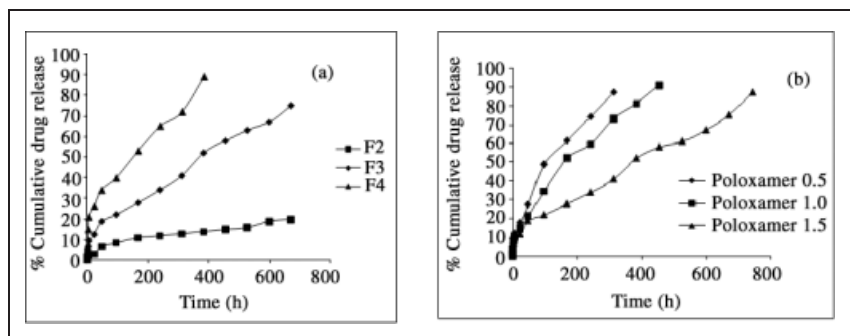 (a)
% Cumulative drug release
100
90
80
70
60
50
40
30
20
10
0
0 200 400 600 800
Time (h)
F2
F3
F4
(b)
% Cumulative drug release
100
90
80
70
60
50
40
30
20
10
0
0 200 400 600 800
Time (h)
Poloxamer 0.5
Poloxamer 1.0
Poloxamer 1.5